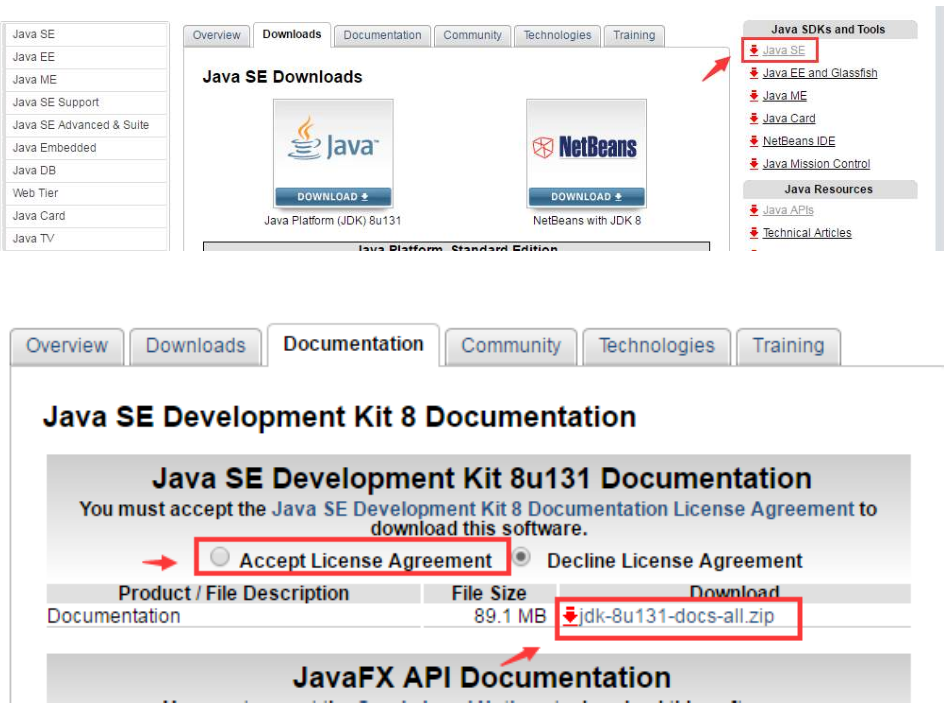 Java SE
Java EE
Java ME
Java SE Support
Java SE Advanced & Suite
Java Embedded
Java DB
Web Tier
Java Card
Java TV
Overview Downloads Documentation Community Technologies Training
Java SE Downloads
Java™
DOWNLOAD
Java Platform (JDK) 8u131
NetBeans
DOWNLOAD
NetBeans with JDK 8
Java Platform, Standard Edition
Java SDKs and Tools
Java SE
Java EE and Glassfish
Java ME
Java Card
NetBeans IDE
Java Mission Control
Java Resources
Java APIs
Technical Articles
Overview Downloads Documentation Community Technologies Training
Java SE Development Kit 8 Documentation
Java SE Development Kit 8u131 Documentation
You must accept the Java SE Development Kit 8 Documentation License Agreement to
download this software.
Accept License Agreement Decline License Agreement
Product / File Description File Size Download
Documentation 89.1 MB jdk-8u131-docs-all.zip
JavaFX API Documentation